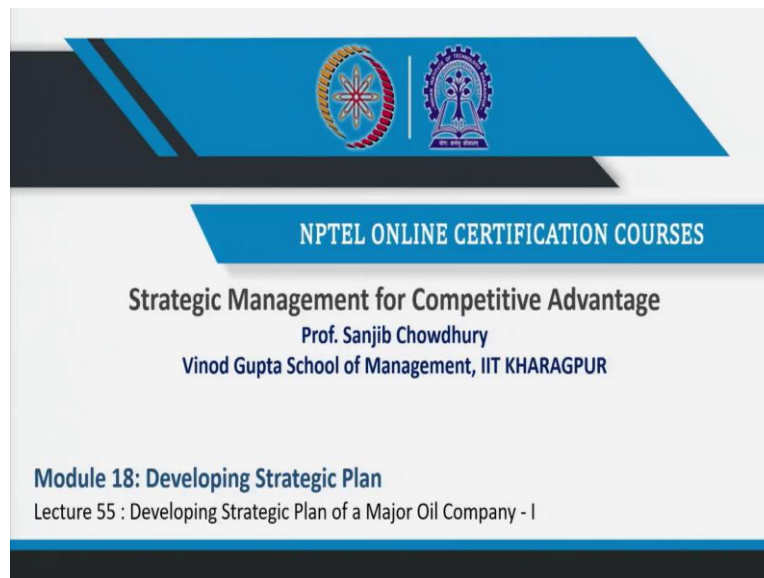 NPTEL ONLINE CERTIFICATION COURSES
Strategic Management for Competitive Advantage
Prof. Sanjib Chowdhury
Vinod Gupta School of Management, IIT KHARAGPUR
Module 18: Developing Strategic Plan
Lecture 55 : Developing Strategic Plan of a Major Oil Company - I